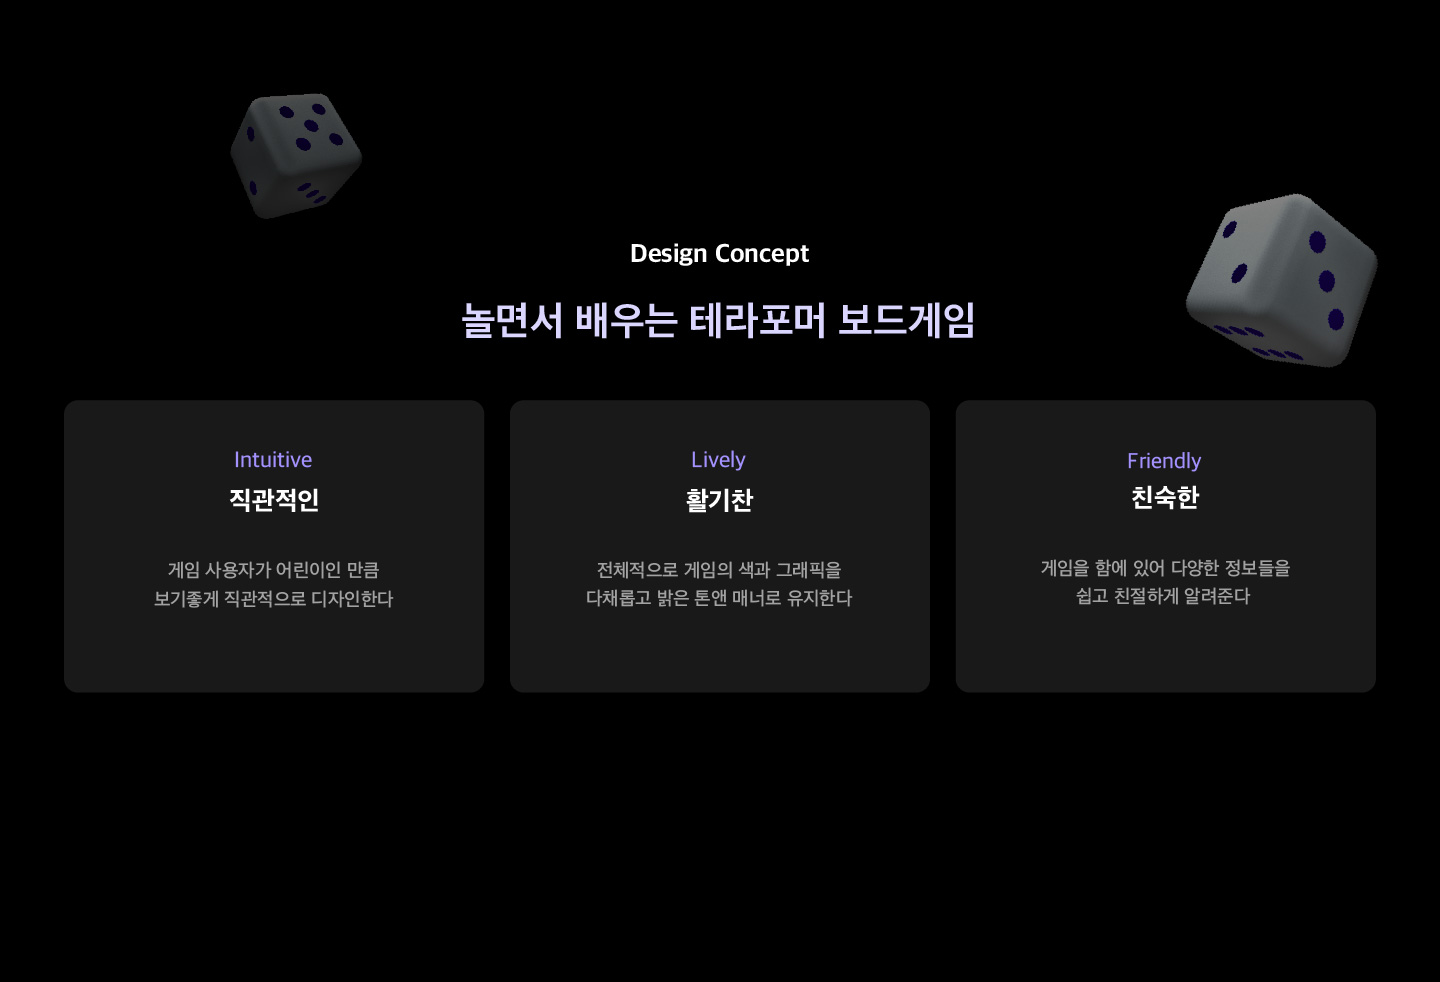 Design Concept
놀면서 배우는 테라포머 보드게임
Intuitive
직관적인
게임 사용자가 어린이인 만큼
보기좋게 직관적으로 디자인한다
Lively
활기찬
전체적으로 게임의 색과 그래픽을
다채롭고 밝은 톤앤 매너로 유지한다
Friendly
친숙한
게임을 함에 있어 다양한 정보들을
쉽고 친절하게 알려준다